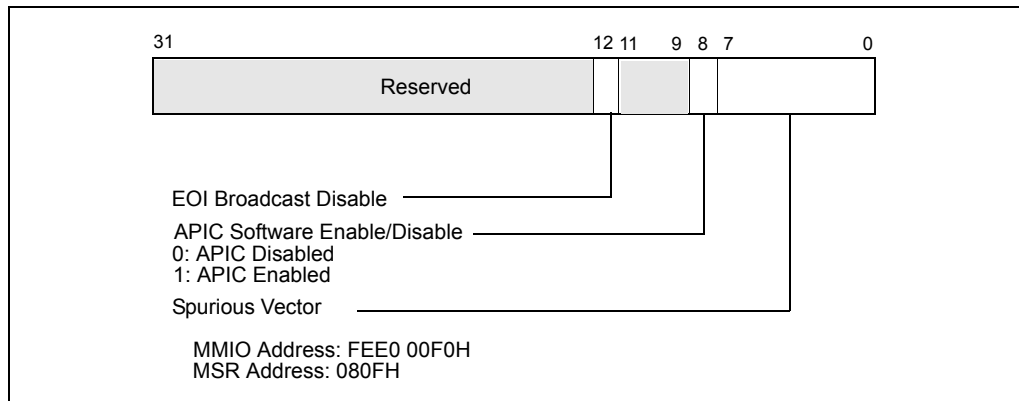 31 12 11 9 8 7 0
Reserved
EOI Broadcast Disable
APIC Software Enable/Disable
0: APIC Disabled
1: APIC Enabled
Spurious Vector
MMIO Address: FEE0 00F0H
MSR Address: 080FH